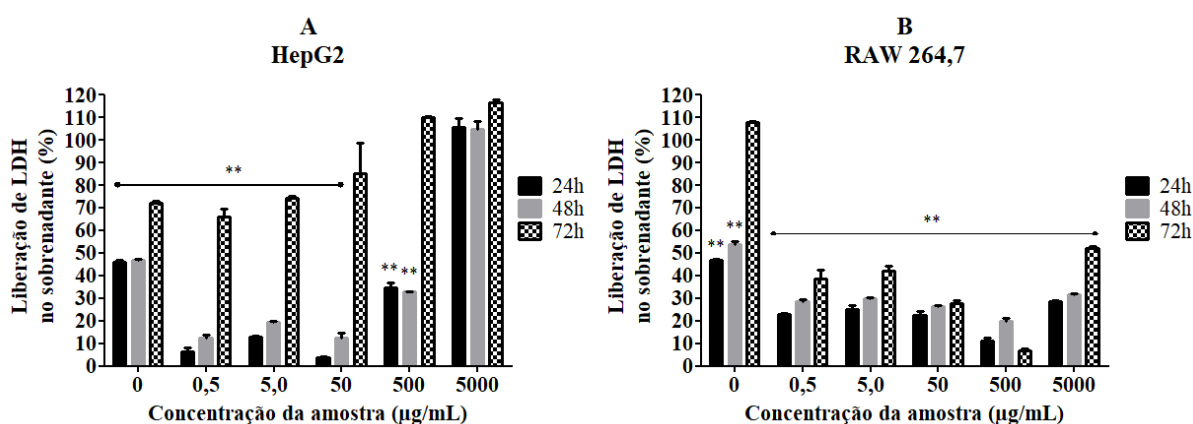 A
HepG2
120
110
100
90
80
70
60
50
40
30
20
10
0
Liberação de LDH
no sobrenadante (%)
**
** **
0 0,5 5,0 50 500 5000
Concentração da amostra (µg/mL)
24h
48h
72h
B
RAW 264,7
120
110
100
90
80
70
60
50
40
30
20
10
0
Liberação de LDH
no sobrenadante (%)
** **
**
0 0,5 5,0 50 500 5000
Concentração da amostra (µg/mL)
24h
48h
72h